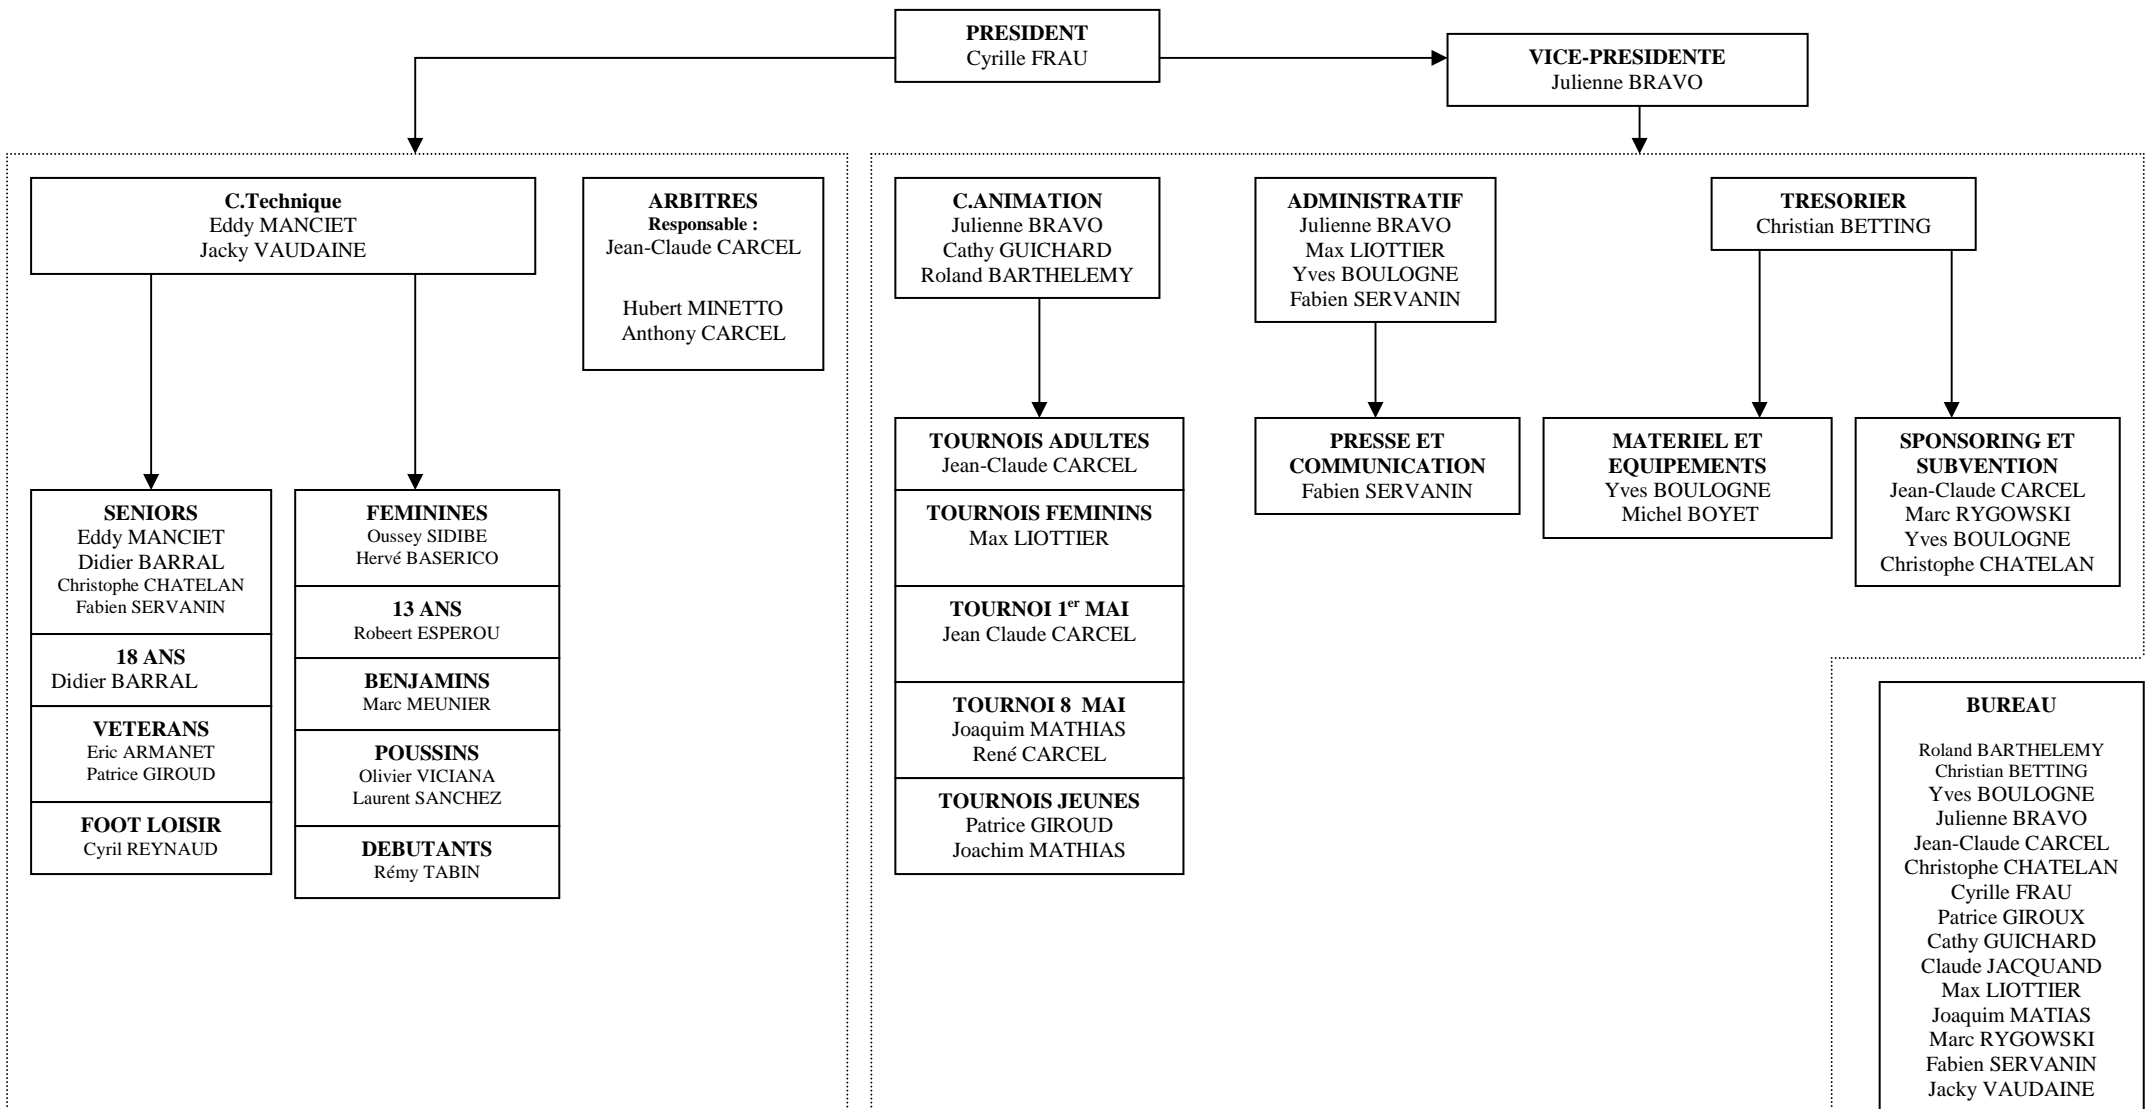 PRESIDENT
Cyrille FRAU
VICE-PRESIDENTE
Julienne BRAVO
C.Technique
Eddy MANCIET
Jacky VAUDAINE
ARBITRES
Responsable :
Jean-Claude CARCEL
Hubert MINETTO
Anthony CARCEL
C.ANIMATION
Julienne BRAVO
Cathy GUICHARD
Roland BARTHELEMY
ADMINISTRATIF
Julienne BRAVO
Max LIOTTIER
Yves BOULOGNE
Fabien SERVANIN
TRESORIER
Christian BETTING
SENIORS
Eddy MANCIET
Didier BARRAL
Christophe CHATELAN
Fabien SERVANIN
18 ANS
Didier BARRAL
VETERANS
Eric ARMANET
Patrice GIROUD
FOOT LOISIR
Cyril REYNAUD
FEMININES
Oussey SIDIBE
Hervé BASERICO
13 ANS
Robeert ESPEROU
BENJAMINS
Marc MEUNIER
POUSSINS
Olivier VICIANA
Laurent SANCHEZ
DEBUTANTS
Rémy TABIN
TOURNOIS ADULTES
Jean-Claude CARCEL
TOURNOIS FEMININS
Max LIOTTIER
TOURNOI 1er MAI
Jean Claude CARCEL
TOURNOI 8 MAI
Joaquim MATHIAS
René CARCEL
TOURNOIS JEUNES
Patrice GIROUD
Joachim MATHIAS
PRESSE ET
COMMUNICATION
Fabien SERVANIN
MATERIEL ET
EQUIPEMENTS
Yves BOULOGNE
Michel BOYET
SPONSORING ET
SUBVENTION
Jean-Claude CARCEL
Marc RYGOWSKI
Yves BOULOGNE
Christophe CHATELAN
BUREAU
Roland BARTHELEMY
Christian BETTING
Yves BOULOGNE
Julienne BRAVO
Jean-Claude CARCEL
Christophe CHATELAN
Cyrille FRAU
Patrice GIROUX
Cathy GUICHARD
Claude JACQUAND
Max LIOTTIER
Joaquim MATIAS
Marc RYGOWSKI
Fabien SERVANIN
Jacky VAUDAINE